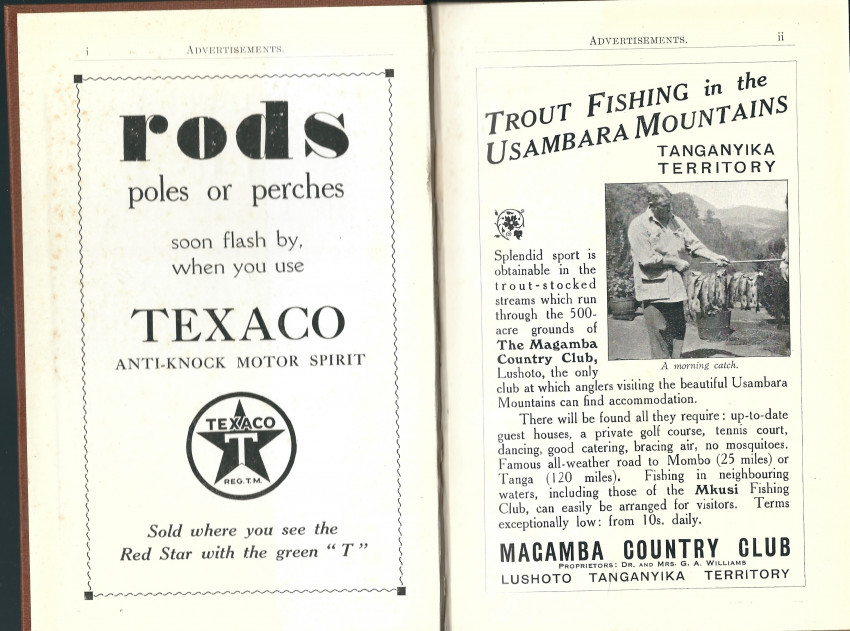 i
ADVERTISEMENTS.
rods
poles or perches
soon flash by,
when you use
TEXACO
ANTI-KNOCK MOTOR SPIRIT
TEXACO
T
REG. T. M.
Sold where you see the
Red Star with the green “ T ”
ADVERTISEMENTS.
ii
TROUT FISHING in the
USAMBARA MOUNTAINS
TANGANYIKA
TERRITORY
Splendid sport is
obtainable in the
trout-stocked
streams which run
through the 500-
acre grounds of
The Magamba
Country Club,
Lushoto, the only
A morning catch.
club at which anglers visiting the beautiful Usambara
Mountains can find accommodation.
There will be found all they require : up-to-date
guest houses, a private golf course, tennis court,
dancing, good catering, bracing air, no mosquitoes.
Famous all-weather road to Mombo (25 miles) or
Tanga (120 miles). Fishing in neighbouring
waters, including those of the Mkusi Fishing
Club, can easily be arranged for visitors. Terms
exceptionally low : from 10s. daily.
MAGAMBA COUNTRY CLUB
PROPRIETORS: DR. AND MRS. G. A. WILLIAMS
LUSHOTO TANGANYIKA TERRITORY